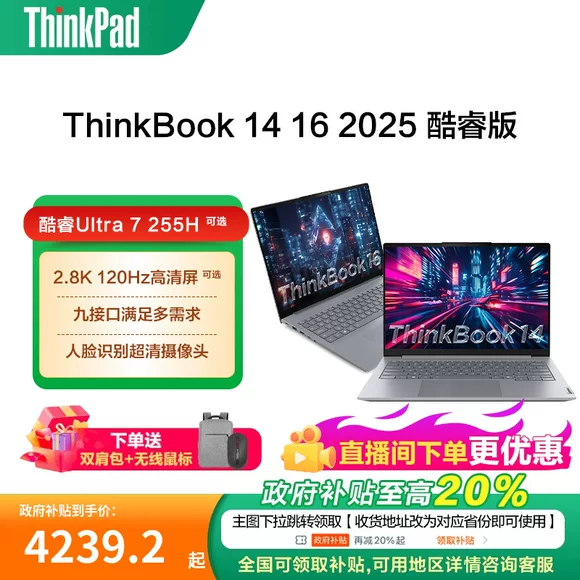 ThinkPad
ThinkBook 14 16 2025 酷睿版
酷睿Ultra 7 255H 可选
2.8K 120Hz高清屏 可选
九接口满足多需求
人脸识别超清摄像头
ThinkBook 16
ThinkBook 14
下单送
双肩包+无线鼠标
直播间下单更优惠
政府补贴至高20%
政府补贴到手价:
4239.2 起
主图下拉跳转领取【 收货地址改为对应省份即可使用】
政府补贴 再减20%起 领取补贴 >
全国可领取补贴,可用地区详情咨询客服